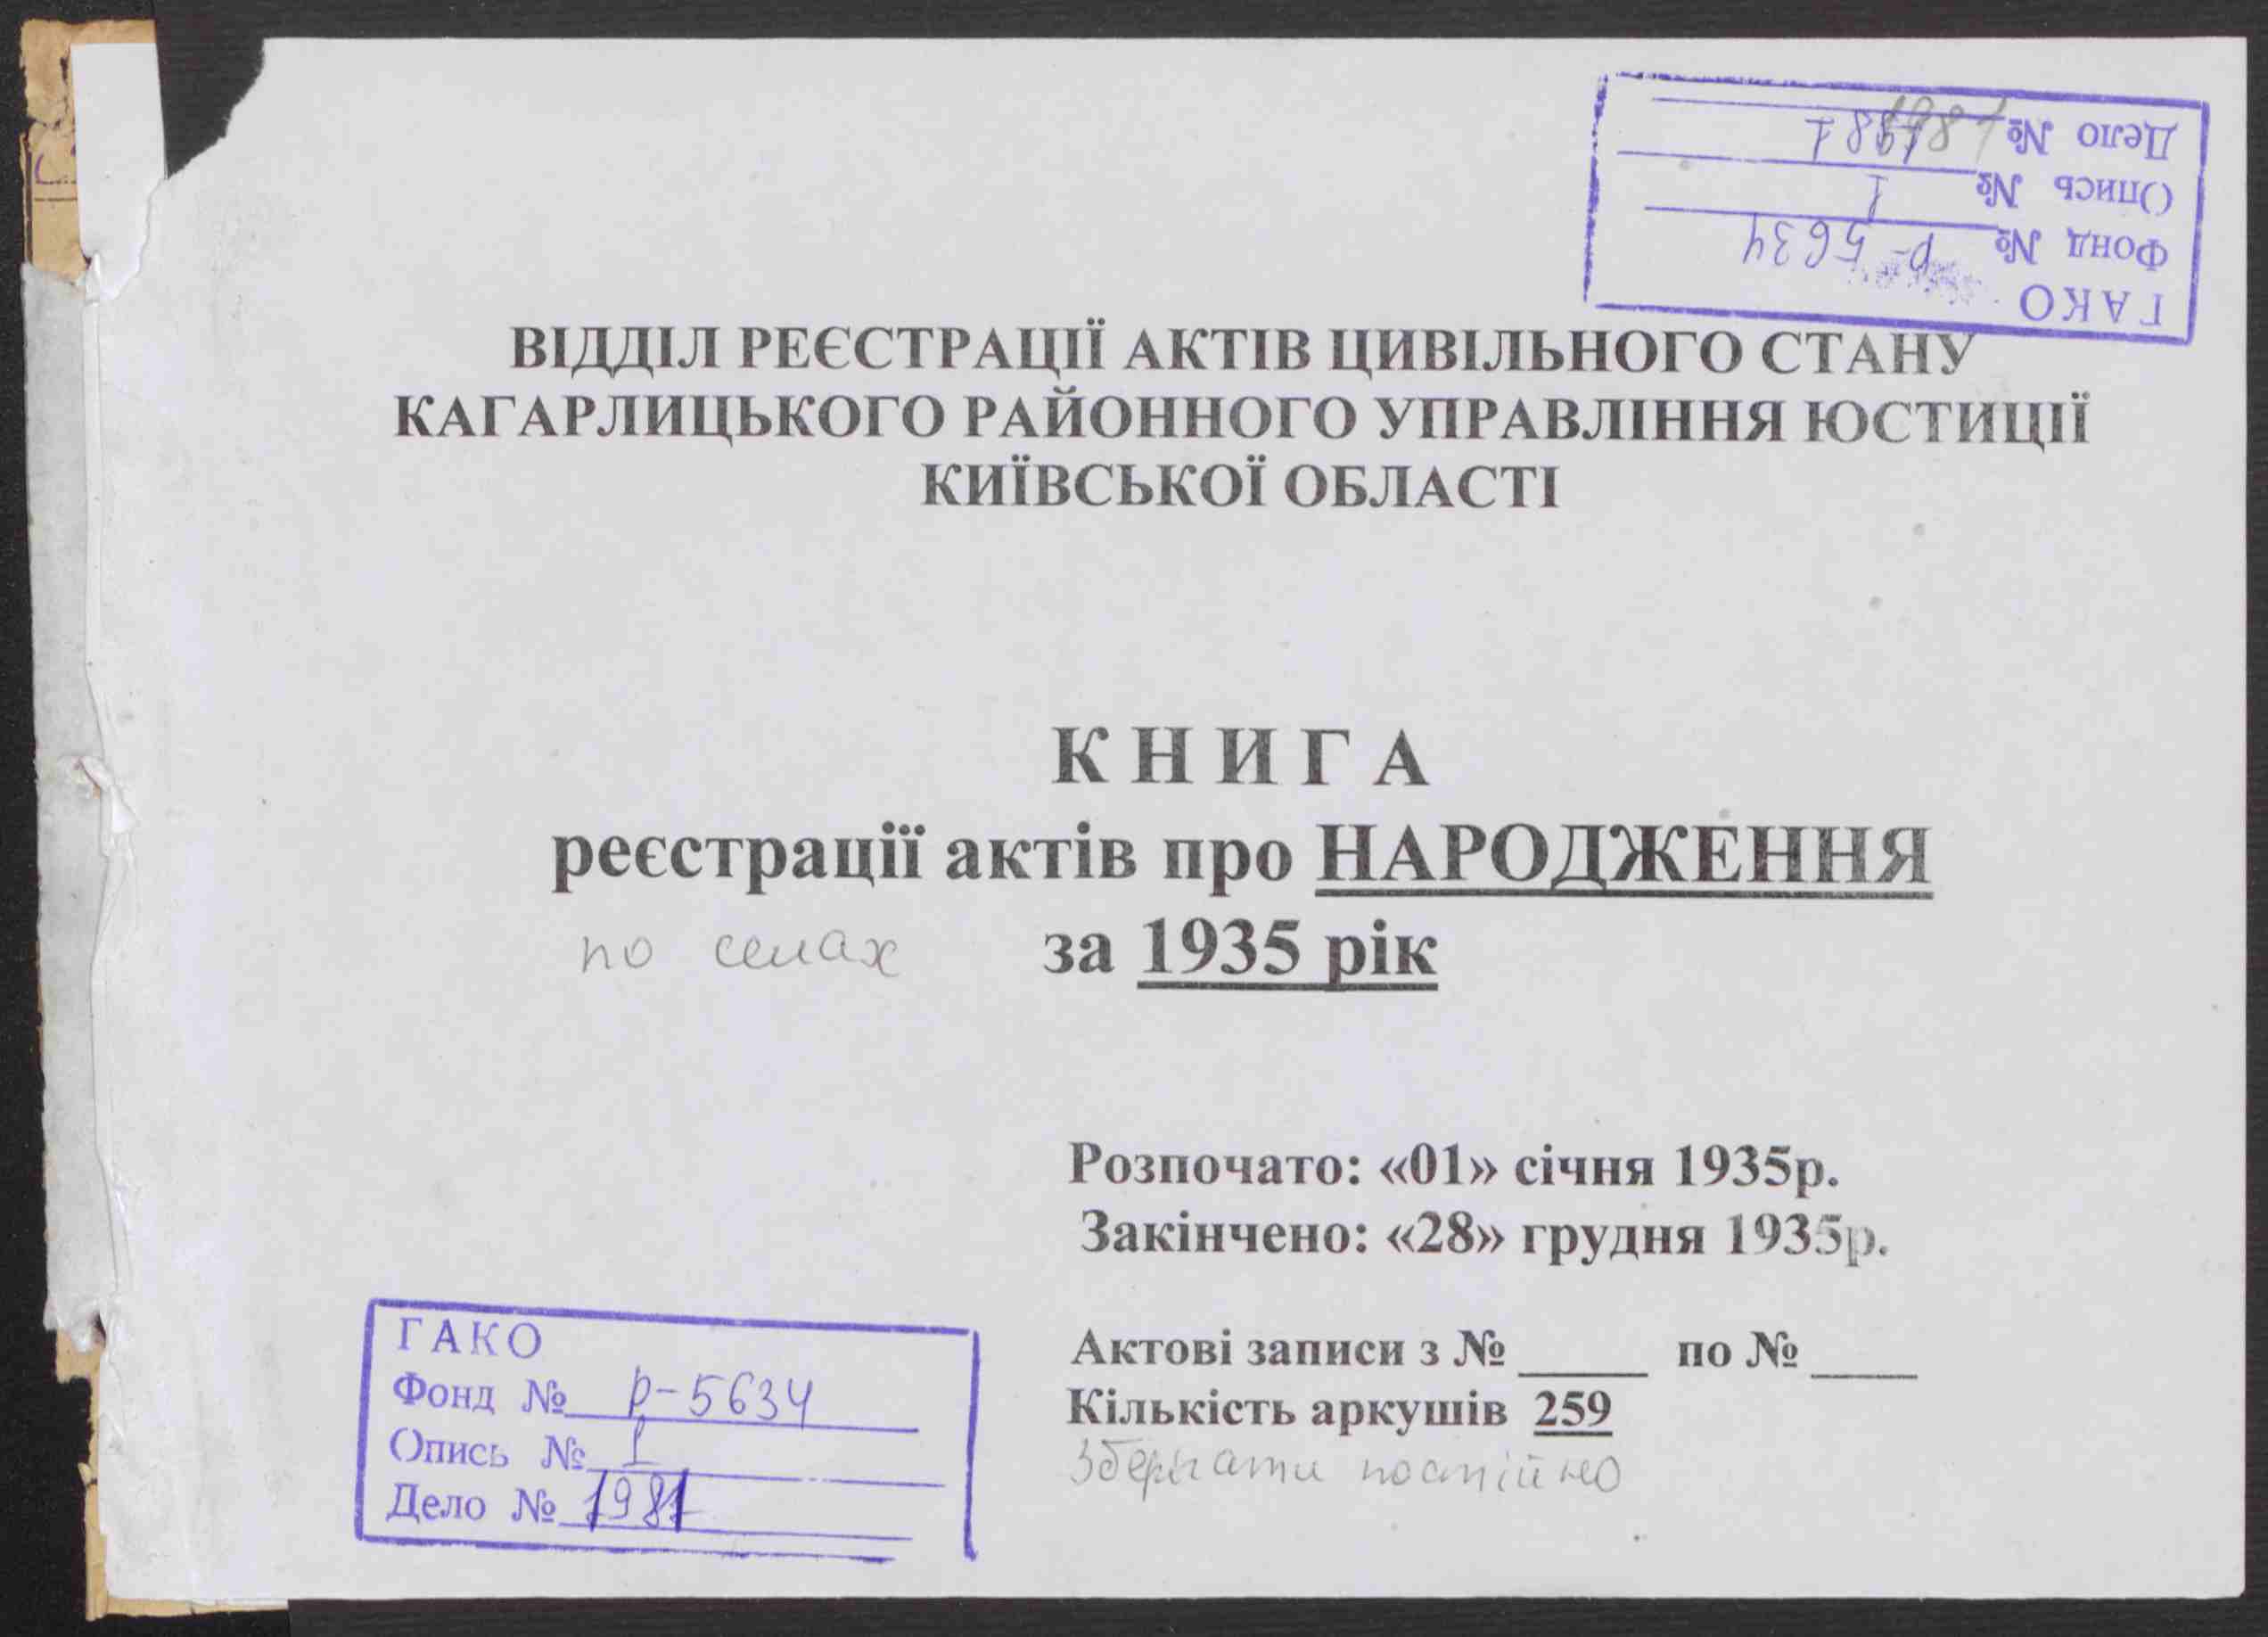 Дело № 1981
Опись № 1
Фонд № р-5634
ГАКО
ВІДДІЛ РЕЄСТРАЦІЇ АКТІВ ЦИВІЛЬНОГО СТАНУ
КАГАРЛИЦЬКОГО РАЙОННОГО УПРАВЛІННЯ ЮСТИЦІЇ
КИЇВСЬКОЇ ОБЛАСТІ
КНИГА
реєстрації актів про НАРОДЖЕННЯ
по селах за 1935 рік
Розпочато: «01» січня 1935р.
Закінчено: «28» грудня 1935р.
Актові записи з № _____ по № ____
Кількість аркушів 259
Зберігати постійно
ГАКО
Фонд № р-5634
Опись № 1
Дело № 1981